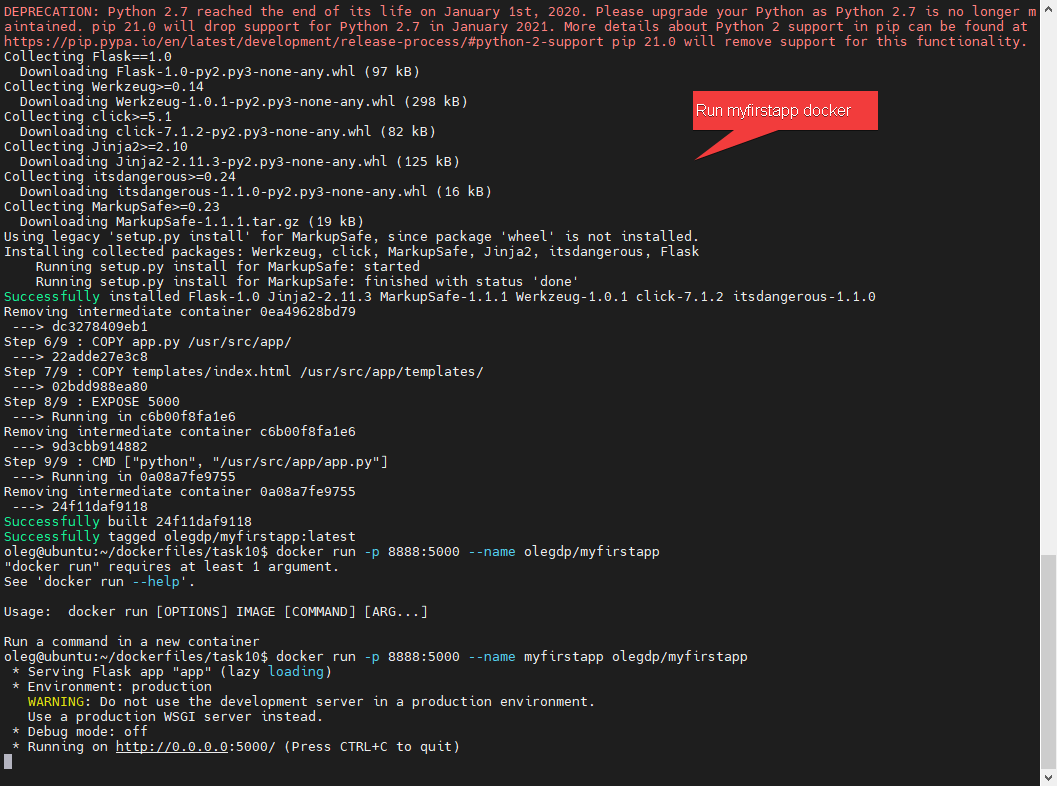 DEPRECATION: Python 2.7 reached the end of its life on January 1st, 2020. Please upgrade your Python as Python 2.7 is no longer m
aintained. pip 21.0 will drop support for Python 2.7 in January 2021. More details about Python 2 support in pip can be found at
https://pip.pypa.io/en/latest/development/release-process/#python-2-support pip 21.0 will remove support for this functionality.
Collecting Flask==1.0
  Downloading Flask-1.0-py2.py3-none-any.whl (97 kB)
Collecting Werkzeug>=0.14
  Downloading Werkzeug-1.0.1-py2.py3-none-any.whl (298 kB)
Collecting click>=5.1
  Downloading click-7.1.2-py2.py3-none-any.whl (82 kB)
Run myfirstapp docker
Collecting Jinja2>=2.10
  Downloading Jinja2-2.11.3-py2.py3-none-any.whl (125 kB)
Collecting itsdangerous>=0.24
  Downloading itsdangerous-1.1.0-py2.py3-none-any.whl (16 kB)
Collecting MarkupSafe>=0.23
  Downloading MarkupSafe-1.1.1.tar.gz (19 kB)
Using legacy 'setup.py install' for MarkupSafe, since package 'wheel' is not installed.
Installing collected packages: Werkzeug, click, MarkupSafe, Jinja2, itsdangerous, Flask
    Running setup.py install for MarkupSafe: started
    Running setup.py install for MarkupSafe: finished with status 'done'
Successfully installed Flask-1.0 Jinja2-2.11.3 MarkupSafe-1.1.1 Werkzeug-1.0.1 click-7.1.2 itsdangerous-1.1.0
Removing intermediate container 0ea49628bd79
 ---> dc3278409eb1
Step 6/9 : COPY app.py /usr/src/app/
 ---> 22adde27e3c8
Step 7/9 : COPY templates/index.html /usr/src/app/templates/
 ---> 02bdd988ea80
Step 8/9 : EXPOSE 5000
 ---> Running in c6b00f8fa1e6
Removing intermediate container c6b00f8fa1e6
 ---> 9d3cbb914882
Step 9/9 : CMD ["python", "/usr/src/app/app.py"]
 ---> Running in 0a08a7fe9755
Removing intermediate container 0a08a7fe9755
 ---> 24f11daf9118
Successfully built 24f11daf9118
Successfully tagged olegdp/myfirstapp:latest
oleg@ubuntu:~/dockerfiles/task10$ docker run -p 8888:5000 --name olegdp/myfirstapp
"docker run" requires at least 1 argument.
See 'docker run --help'.
Usage:  docker run [OPTIONS] IMAGE [COMMAND] [ARG...]
Run a command in a new container
oleg@ubuntu:~/dockerfiles/task10$ docker run -p 8888:5000 --name myfirstapp olegdp/myfirstapp
 * Serving Flask app "app" (lazy loading)
 * Environment: production
   WARNING: Do not use the development server in a production environment.
   Use a production WSGI server instead.
 * Debug mode: off
 * Running on http://0.0.0.0:5000/ (Press CTRL+C to quit)